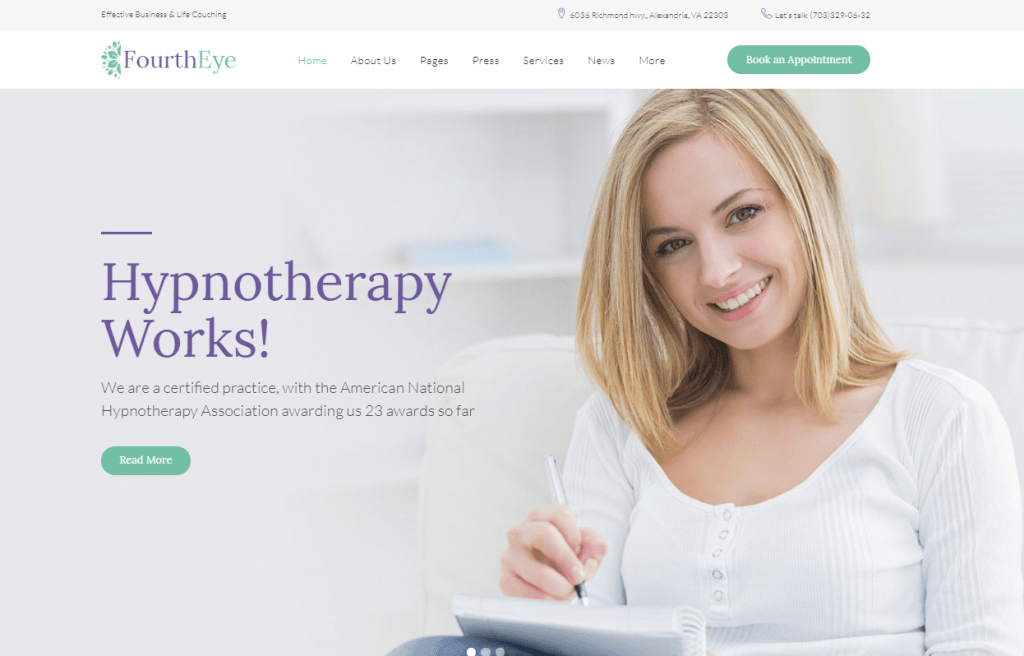 Effective Business & Life Couching
6036 Richmond hwy., Alexandria, VA 22303
Let's talk (703)329-06-32
FourthEye
Home
About Us
Pages
Press
Services
News
More
Book an Appointment
Hypnotherapy
Works!
We are a certified practice, with the American National
Hypnotherapy Association awarding us 23 awards so far
Read More